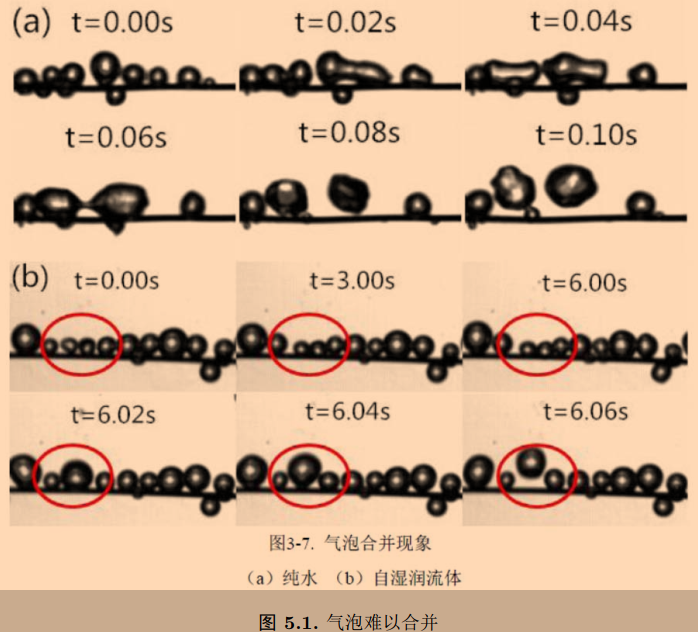 (a) t=0.00s t=0.02s t=0.04s
t=0.06s t=0.08s t=0.10s
(b) t=0.00s t=3.00s t=6.00s
t=6.02s t=6.04s t=6.06s
图3-7. 气泡合并现象
（a）纯水 （b）自湿润流体
图 5.1. 气泡难以合并